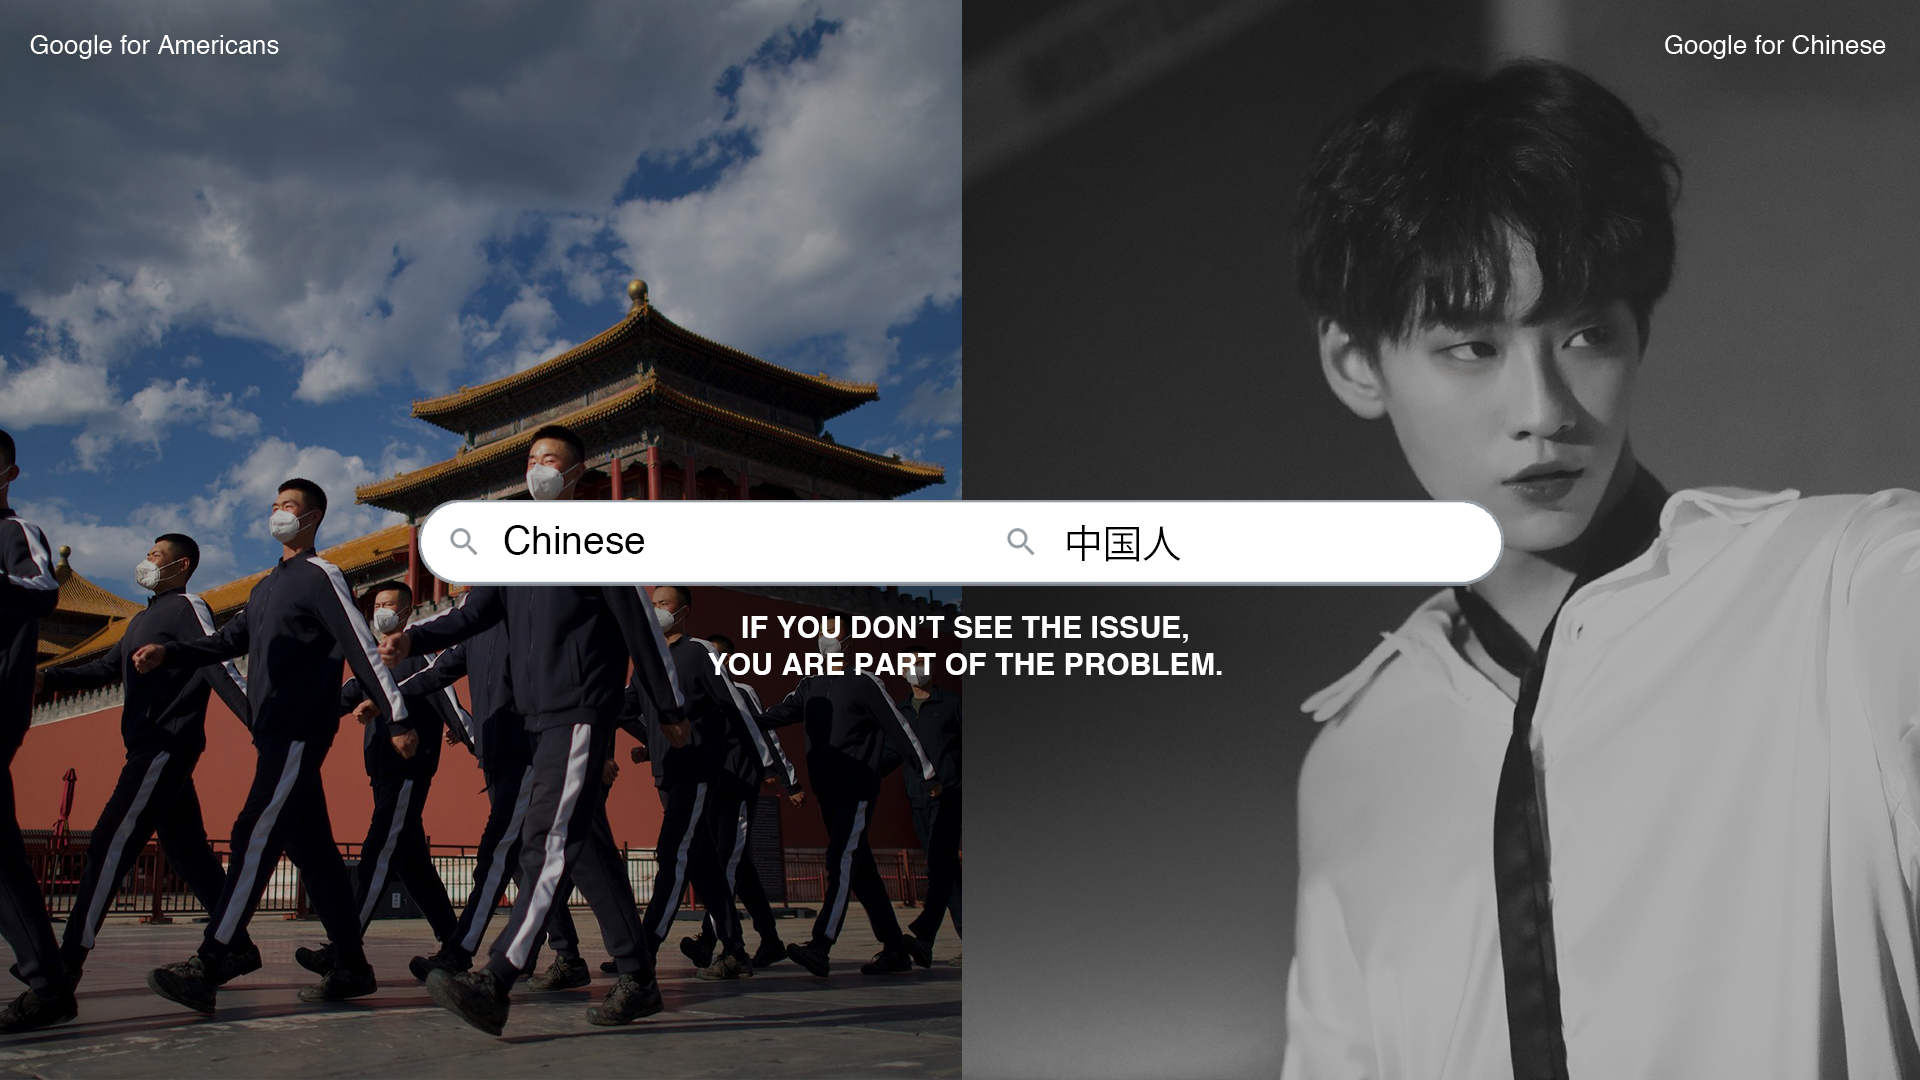 Google for Americans
Google for Chinese
Chinese
中国人
IF YOU DON’T SEE THE ISSUE,
YOU ARE PART OF THE PROBLEM.